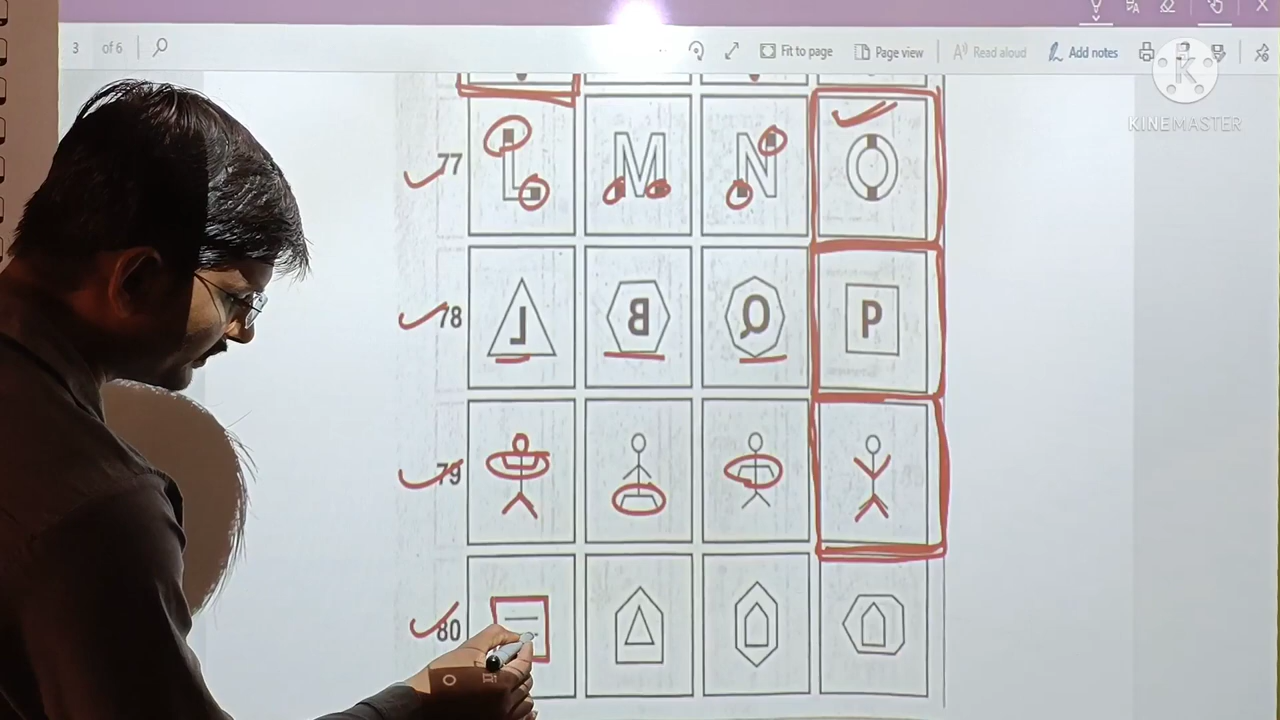 3 of 6 Fit to page Page view Read aloud Add notes
K
KINEMASTER
77 L M N O
78 L B Q P
79
80